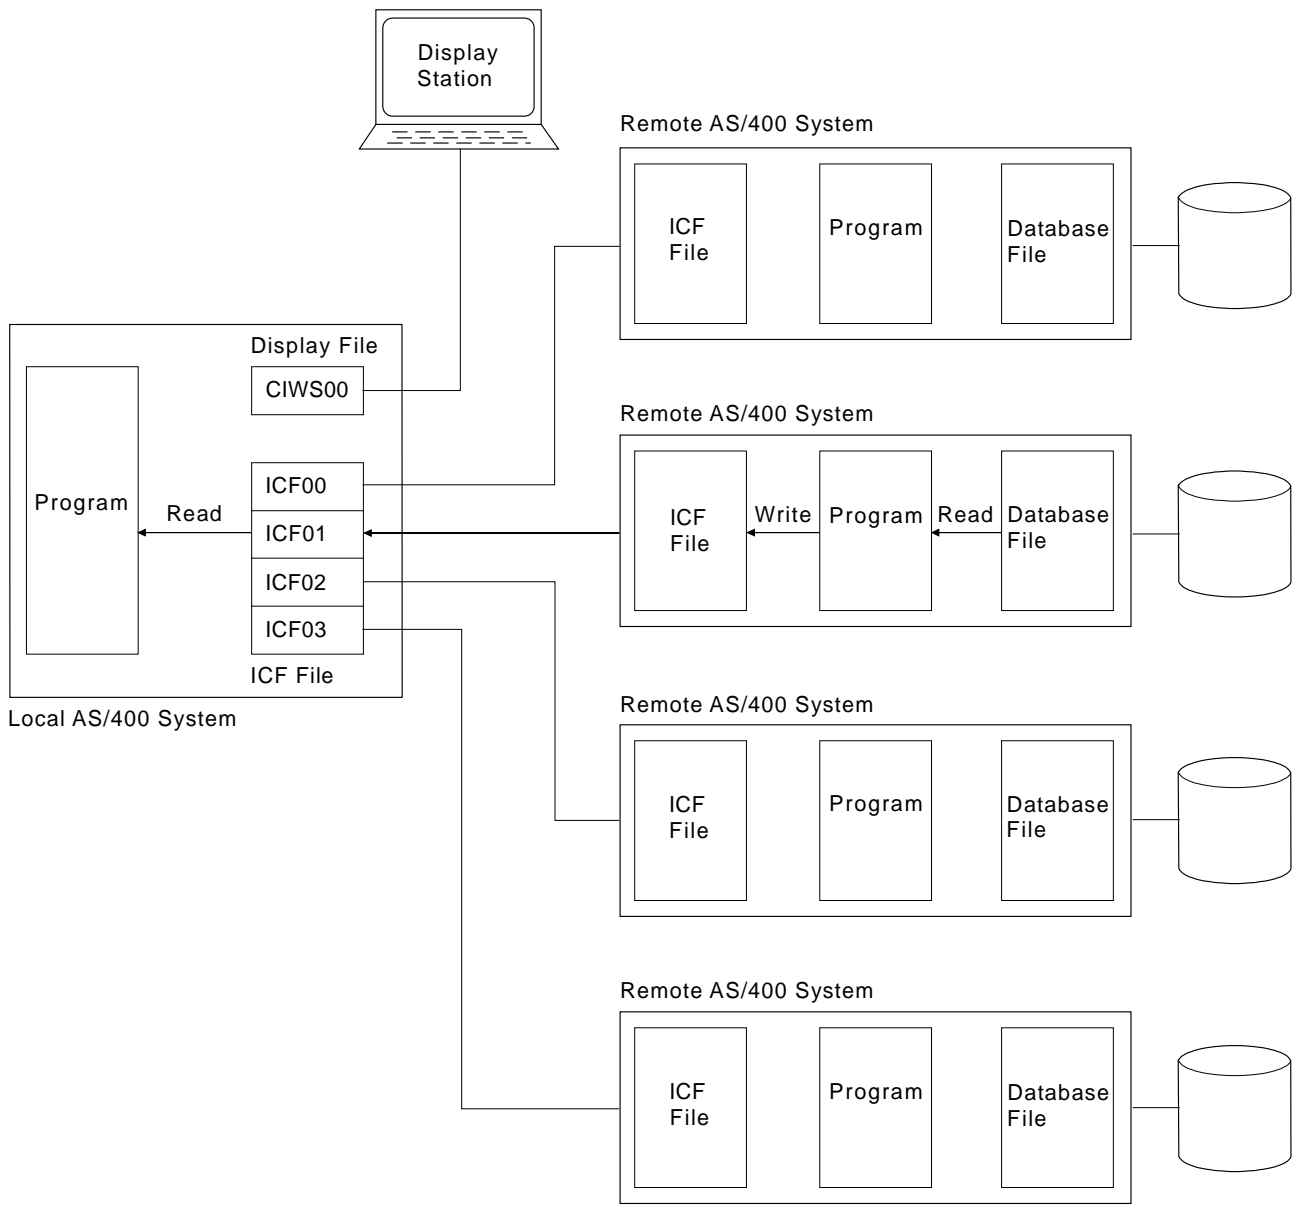 Display
Station
Remote AS/400 System
ICF
File
Program
Database
File
Display File
CIWS00
Remote AS/400 System
Program
Read
ICF00
ICF01
ICF02
ICF03
ICF File
Local AS/400 System
ICF
File
Write
Program
Read
Database
File
Remote AS/400 System
ICF
File
Program
Database
File
Remote AS/400 System
ICF
File
Program
Database
File